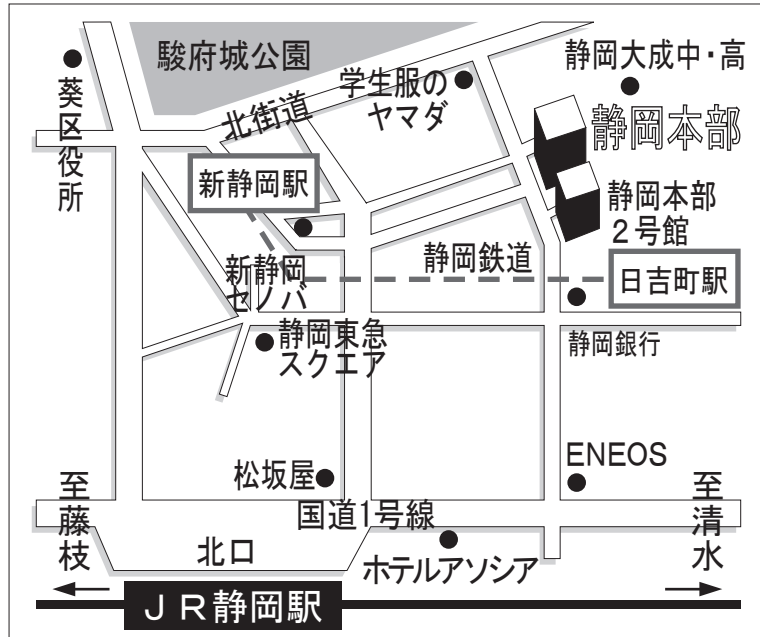 駿府城公園
葵区役所
北街道
学生服の
ヤマダ
静岡大成中・高
静岡本部
新静岡駅
静岡本部
2号館
新静岡
セノバ
静岡鉄道
日吉町駅
静岡東急
スクエア
静岡銀行
松坂屋
ENEOS
至藤枝
国道1号線
至清水
北口
ホテルアソシア
JR静岡駅